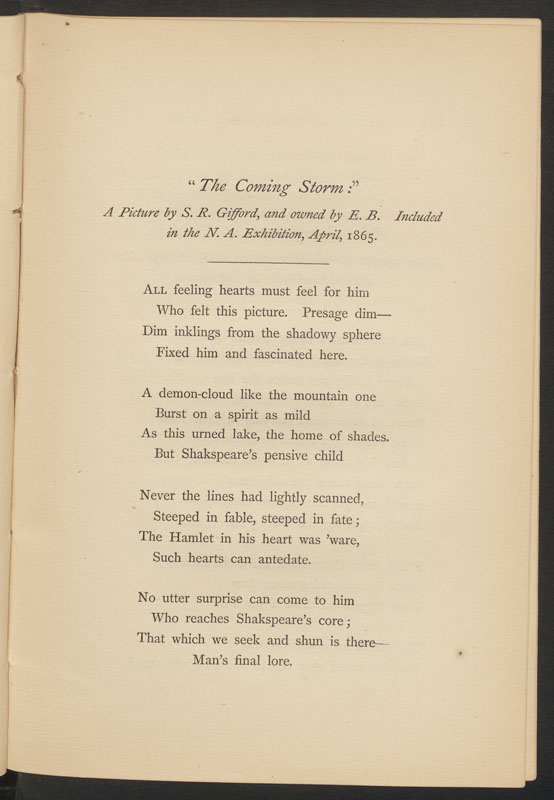 "The Coming Storm:"
A Picture by S. R. Gifford, and owned by E. B. Included
in the N. A. Exhibition, April, 1865.
ALL feeling hearts must feel for him
Who felt this picture. Presage dim—
Dim inklings from the shadowy sphere
Fixed him and fascinated here.
A demon-cloud like the mountain one
Burst on a spirit as mild
As this urned lake, the home of shades.
But Shakspeare's pensive child
Never the lines had lightly scanned,
Steeped in fable, steeped in fate;
The Hamlet in his heart was 'ware,
Such hearts can antedate.
No utter surprise can come to him
Who reaches Shakspeare's core;
That which we seek and shun is there—
Man's final lore.